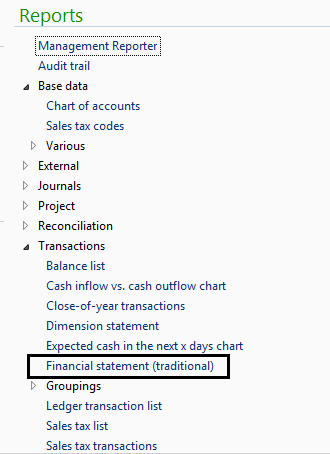 Reports
Management Reporter
Audit trail
Base data
Chart of accounts
Sales tax codes
Various
External
Journals
Project
Reconciliation
Transactions
Balance list
Cash inflow vs. cash outflow chart
Close-of-year transactions
Dimension statement
Expected cash in the next x days chart
Financial statement (traditional)
Groupings
Ledger transaction list
Sales tax list
Sales tax transactions